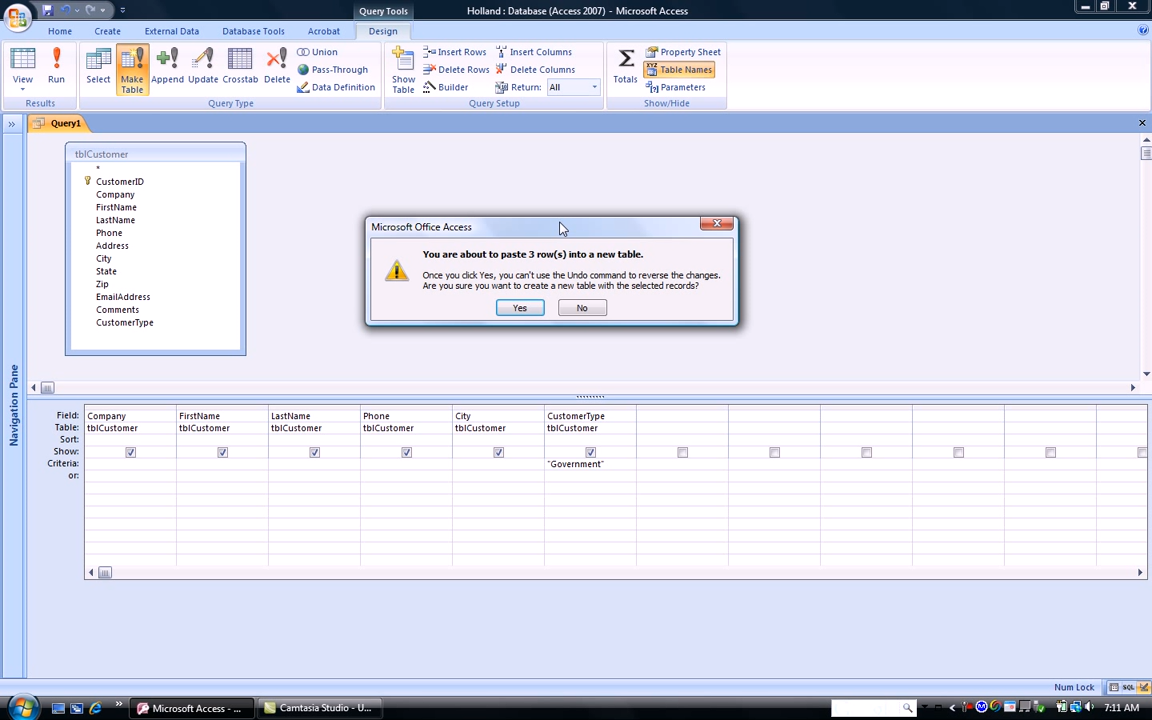 Query Tools
Holland : Database (Access 2007) - Microsoft Access
Home Create External Data Database Tools Acrobat Design
View
Run
Select
Make Table
Append
Update
Crosstab
Delete
Union
Pass-Through
Data Definition
Show Table
Insert Rows
Delete Rows
Builder
Insert Columns
Delete Columns
Return: All
Totals
Property Sheet
Table Names
Parameters
Results Query Type Query Setup Show/Hide
Query1
tblCustomer
*
CustomerID
Company
FirstName
LastName
Phone
Address
City
State
Zip
EmailAddress
Comments
CustomerType
Microsoft Office Access
You are about to paste 3 row(s) into a new table.
Once you click Yes, you can't use the Undo command to reverse the changes.
Are you sure you want to create a new table with the selected records?
Yes No
Navigation Pane
Field: Company FirstName LastName Phone City CustomerType
Table: tblCustomer tblCustomer tblCustomer tblCustomer tblCustomer tblCustomer
Sort:
Show:
Criteria: "Government"
or:
Num Lock SQL
Microsoft Access - ... Camtasia Studio - U... 7:11 AM